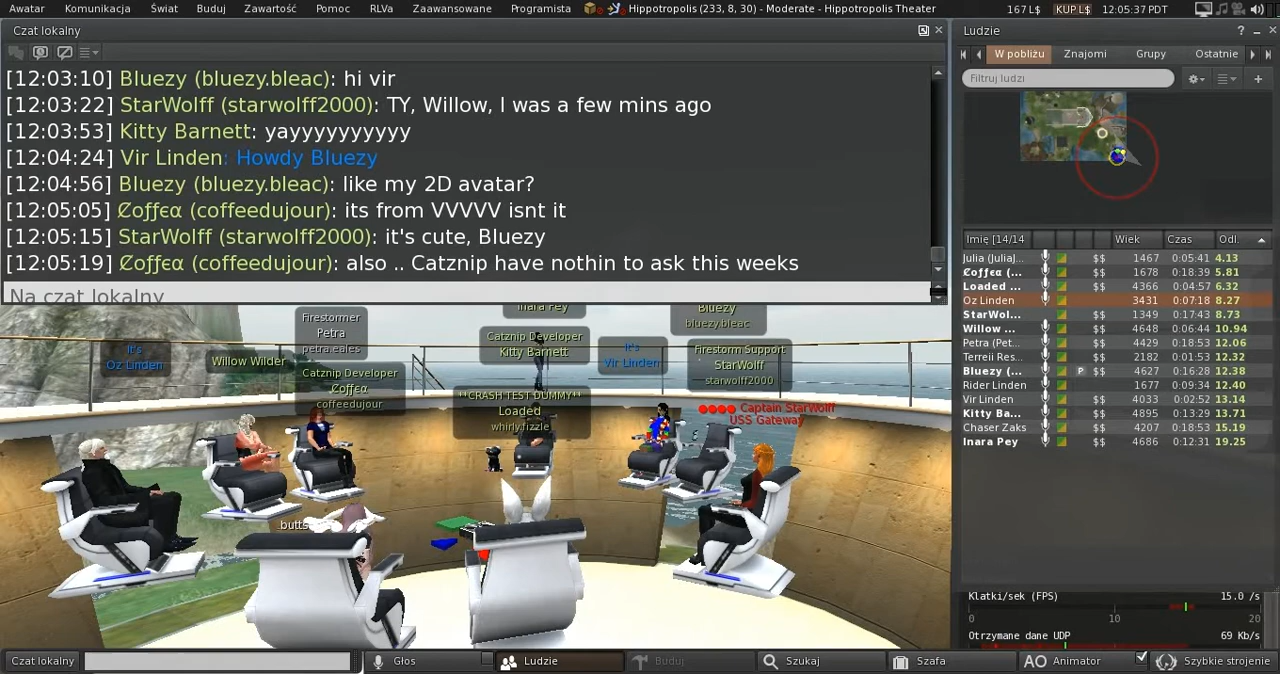 Awatar Komunikacja Świat Buduj Zawartość Pomoc RLVa Zaawansowane Programista Hippotropolis (233, 8, 30) - Moderate - Hippotropolis Theater 167 L$ KUP L$ 12:05:37 PDT
Czat lokalny
[12:03:10] Bluezy (bluezy.bleac): hi vir
[12:03:22] StarWolff (starwolff2000): TY, Willow, I was a few mins ago
[12:03:53] Kitty Barnett: yayyyyyyyyyy
[12:04:24] Vir Linden: Howdy Bluezy
[12:04:56] Bluezy (bluezy.bleac): like my 2D avatar?
[12:05:05] Ȼoƒƒєα (coffeedujour): its from VVVVV isnt it
[12:05:15] StarWolff (starwolff2000): it's cute, Bluezy
[12:05:19] Ȼoƒƒєα (coffeedujour): also .. Catznip have nothin to ask this weeks
Na czat lokalny
Inara Pey
Bluezy
bluezy.bleac
Firestormer
Petra
petra.eales
Catznip Developer
Kitty Barnett
It's
Oz Linden
Willow Wilder
It's
Vir Linden
Firestorm Support
StarWolff
starwolff2000
Catznip Developer
Ȼoƒƒєα
coffeedujour
**CRASH TEST DUMMY**
Loaded
whirly.fizzle
Captain StarWolff
USS Gateway
butts
Ludzie
W pobliżu Znajomi Grupy Ostatnie
Filtruj ludzi
Imię [14/14 Wiek Czas Odl.
Julia (JuliaJ... $$ 1467 0:05:41 4.13
Ȼoƒƒєα (... $$ 1678 0:18:39 5.81
Loaded ... $$ 4366 0:04:57 6.32
Oz Linden 3431 0:07:18 8.27
StarWol... $$ 1349 0:17:43 8.73
Willow ... $$ 4648 0:06:44 10.94
Petra (Pet... $$ 4429 0:18:53 12.06
Terreii Res... $$ 2182 0:01:53 12.32
Bluezy (... P $$ 4627 0:16:28 12.38
Rider Linden 1677 0:09:34 12.40
Vir Linden $$ 4033 0:02:52 13.14
Kitty Ba... $$ 4895 0:13:29 13.71
Chaser Zaks $$ 4207 0:18:53 15.19
Inara Pey $$ 4686 0:12:31 19.25
Klatki/sek (FPS) 15.0 /s
0 10 20
Otrzymane dane UDP 69 Kb/s
Czat lokalny Głos Ludzie Buduj Szukaj Szafa AO Animator Szybkie strojenie